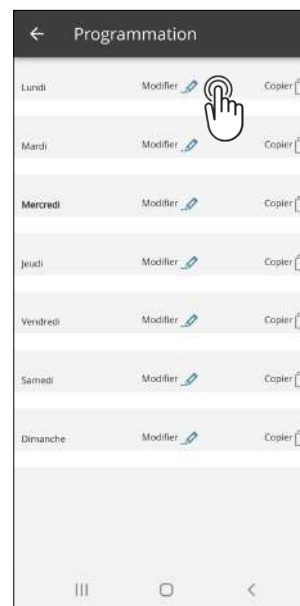 Programmation
Lundi Modifier Copier
Mardi Modifier Copier
Mercredi Modifier Copier
Jeudi Modifier Copier
Vendredi Modifier Copier
Samedi Modifier Copier
Dimanche Modifier Copier